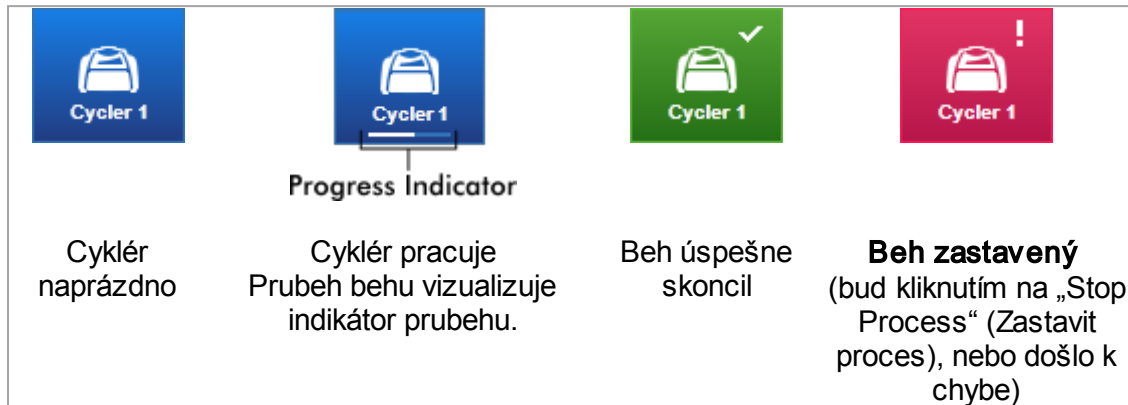 Cycler 1
Cycler 1
Cycler 1
Cycler 1
Progress Indicator
Cyklér
naprázdno
Cyklér pracuje
Prubeh behu vizualizuje
indikátor prubehu.
Beh úspešne
skoncil
Beh zastavený
(bud kliknutím na „Stop
Process“ (Zastavit
proces), nebo došlo k
chybe)